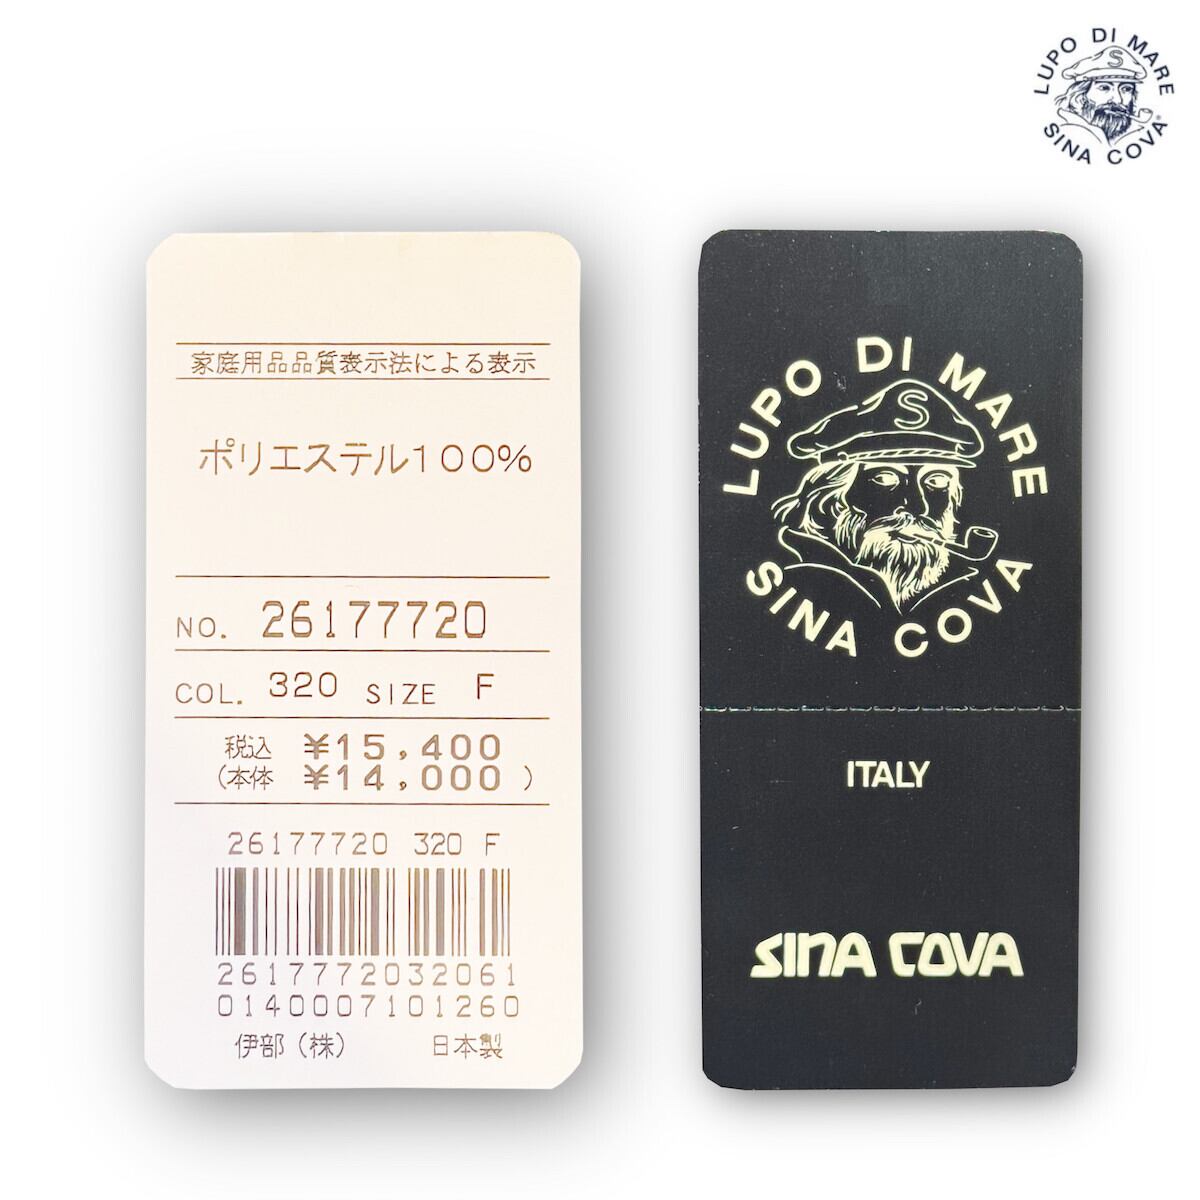 LUPO DI MARE
SINA COVA®
家庭用品品質表示法による表示
ポリエステル100%
NO. 26177720
COL. 320 SIZE F
税込 ¥15,400
(本体 ¥14,000)
26177720 320 F
2617772032061
0140007101260
伊部(株) 日本製
LUPO DI MARE
S
SINA COVA
ITALY
SINA COVA